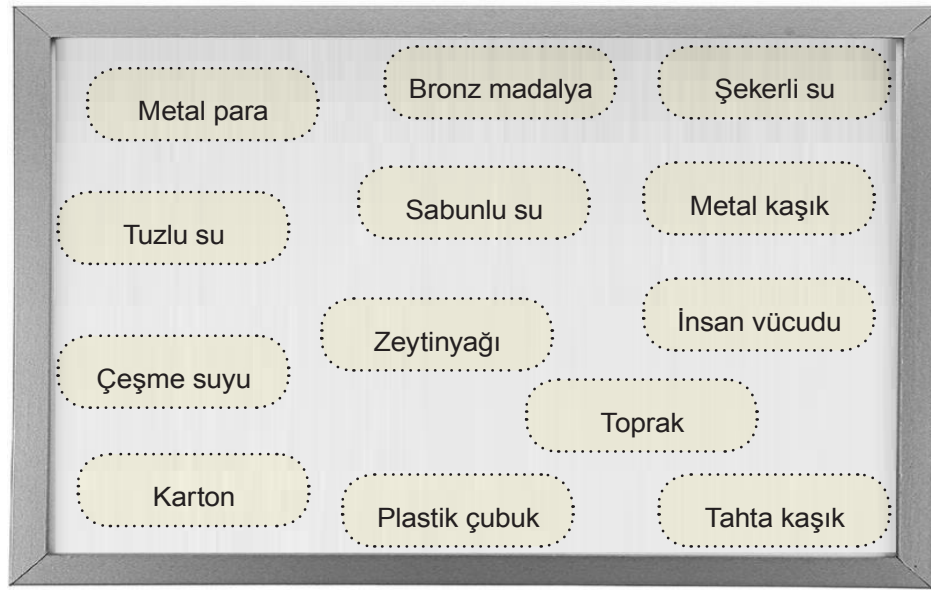 Metal para
Bronz madalya
Şekerli su
Tuzlu su
Sabunlu su
Metal kaşık
Çeşme suyu
Zeytinyağı
İnsan vücudu
Toprak
Karton
Plastik çubuk
Tahta kaşık